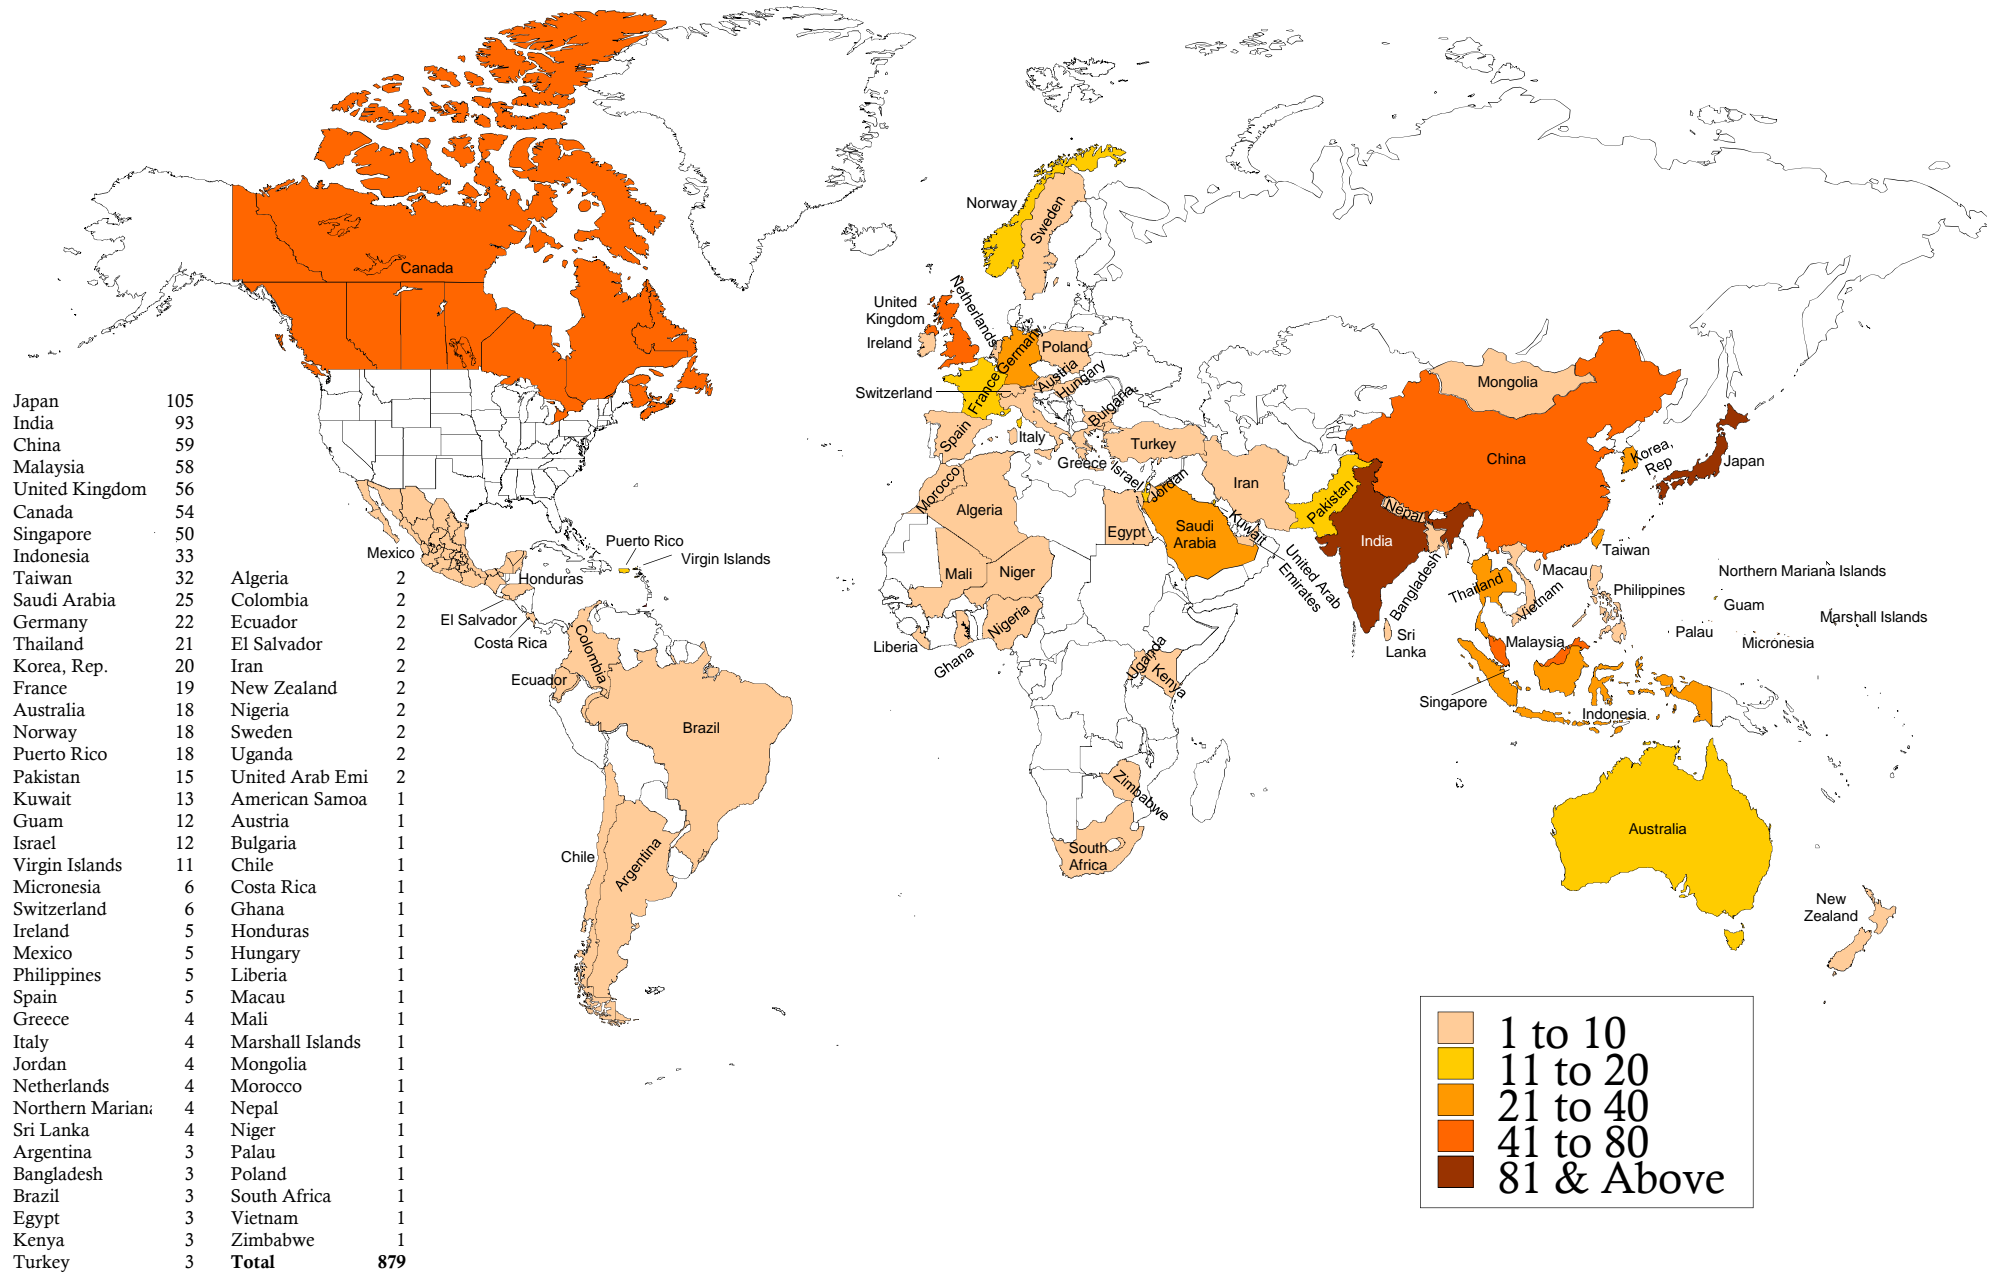 Canada
Norway
Sweden
Netherlands
United
Kingdom
Ireland
Germany
Poland
Switzerland
France
Austria
Hungary
Bulgaria
Mongolia
Spain
Italy
Greece
Turkey
Israel
Jordan
Iran
Pakistan
China
Korea,
Rep
Japan
Morocco
Algeria
Egypt
Saudi
Arabia
Kuwait
United Arab
Emirates
Nepal
India
Bangladesh
Taiwan
Mexico
Puerto Rico
Virgin Islands
Honduras
El Salvador
Costa Rica
Mali
Niger
Nigeria
Liberia
Ghana
Uganda
Kenya
Sri
Lanka
Thailand
Vietnam
Macau
Philippines
Northern Mariana Islands
Guam
Marshall Islands
Palau
Micronesia
Malaysia
Singapore
Indonesia
Colombia
Ecuador
Brazil
Chile
Argentina
Zimbabwe
South
Africa
Australia
New
Zealand
Japan 105
India 93
China 59
Malaysia 58
United Kingdom 56
Canada 54
Singapore 50
Indonesia 33
Taiwan 32
Saudi Arabia 25
Germany 22
Thailand 21
Korea, Rep. 20
France 19
Australia 18
Norway 18
Puerto Rico 18
Pakistan 15
Kuwait 13
Guam 12
Israel 12
Virgin Islands 11
Micronesia 6
Switzerland 6
Ireland 5
Mexico 5
Philippines 5
Spain 5
Greece 4
Italy 4
Jordan 4
Netherlands 4
Northern Mariana 4
Sri Lanka 4
Argentina 3
Bangladesh 3
Brazil 3
Egypt 3
Kenya 3
Turkey 3
Algeria 2
Colombia 2
Ecuador 2
El Salvador 2
Iran 2
New Zealand 2
Nigeria 2
Sweden 2
Uganda 2
United Arab Emi 2
American Samoa 1
Austria 1
Bulgaria 1
Chile 1
Costa Rica 1
Ghana 1
Honduras 1
Hungary 1
Liberia 1
Macau 1
Mali 1
Marshall Islands 1
Mongolia 1
Morocco 1
Nepal 1
Niger 1
Palau 1
Poland 1
South Africa 1
Vietnam 1
Zimbabwe 1
Total 879
1 to 10
11 to 20
21 to 40
41 to 80
81 & Above